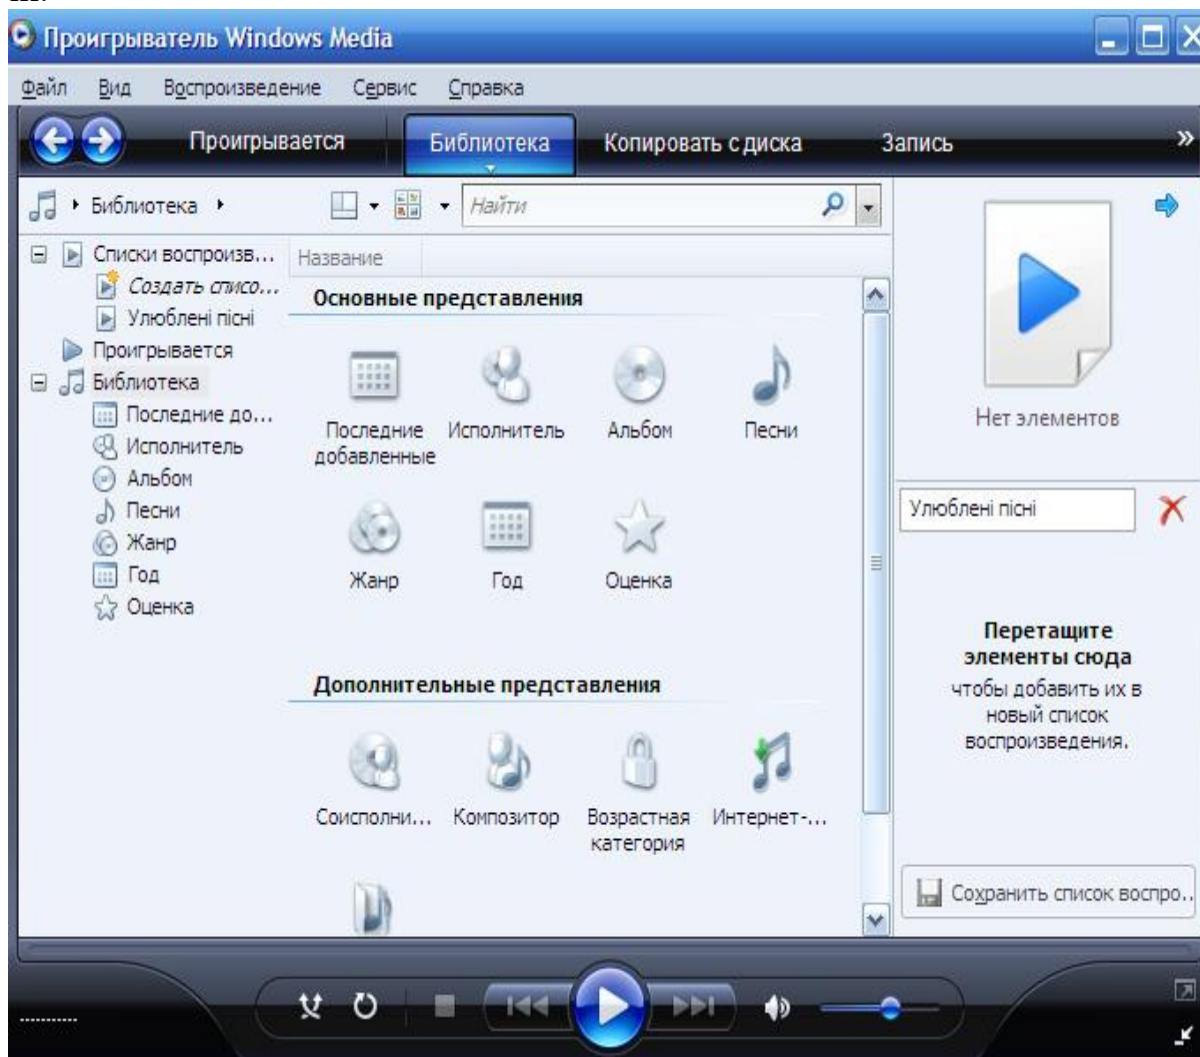 Проигрыватель Windows Media
Файл Вид Воспроизведение Сервис Справка
Проигрывается Библиотека Копировать с диска Запись »
Библиотека
Найти
Списки воспроизв...
Создать списо...
Улюблені пісні
Проигрывается
Библиотека
Последние до...
Исполнитель
Альбом
Песни
Жанр
Год
Оценка
Название
Основные представления
Последние добавленные
Исполнитель
Альбом
Песни
Жанр
Год
Оценка
Дополнительные представления
Соисполни...
Композитор
Возрастная категория
Интернет-...
Нет элементов
Улюблені пісні
Перетащите
элементы сюда
чтобы добавить их в
новый список
воспроизведения.
Сохранить список воспро..